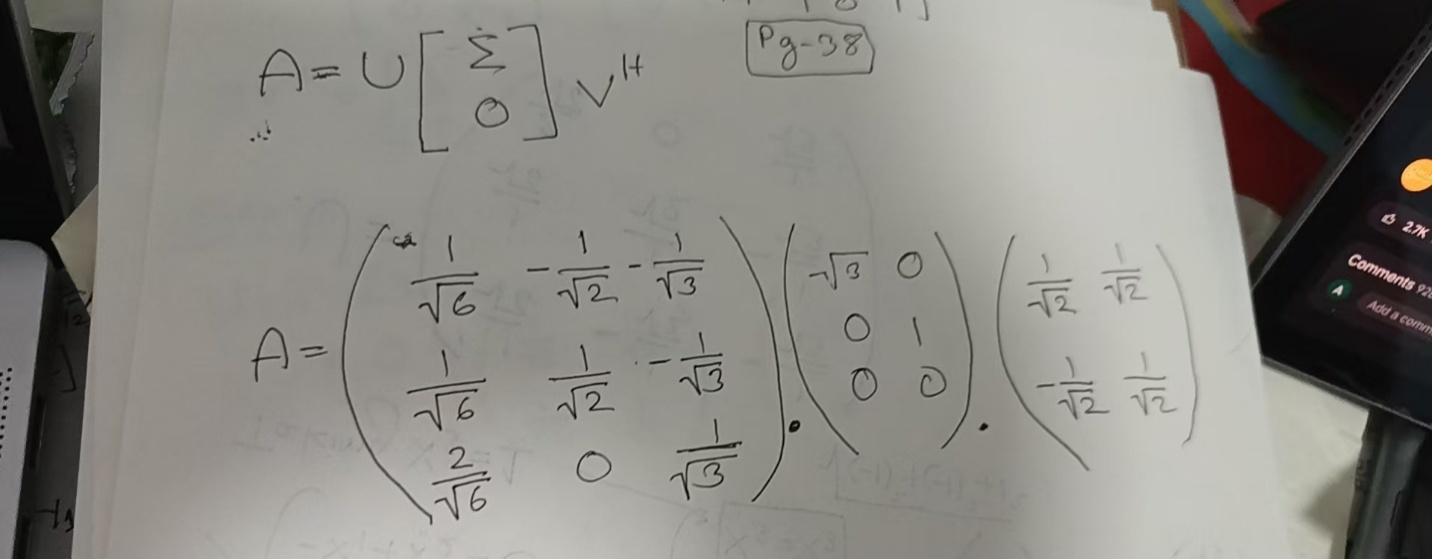 Pg-38
A = U [ Σ 0 ] V^H
A = ( 1/√6 -1/√2 -1/√3 1/√6 1/√2 -1/√3 2/√6 0 1/√3 ) . ( √3 0 0 1 0 0 ) . ( 1/√2 1/√2 -1/√2 1/√2 )
2.7K
Comments
A
Add a comm